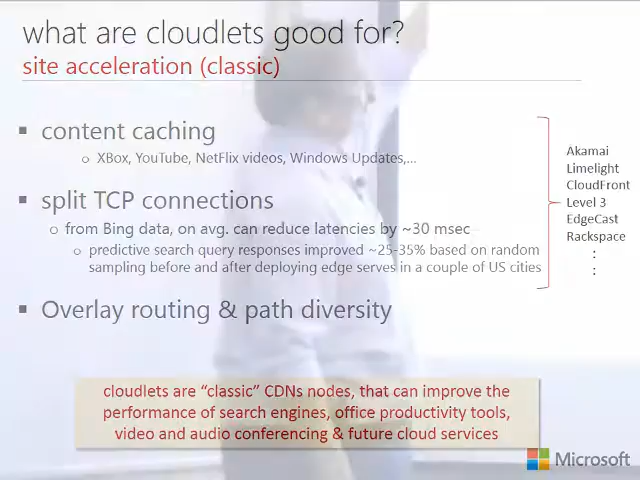 what are cloudlets good for?
site acceleration (classic)
▪ content caching
o XBox, YouTube, NetFlix videos, Windows Updates,...
▪ split TCP connections
o from Bing data, on avg. can reduce latencies by ~30 msec
o predictive search query responses improved ~25-35% based on random
sampling before and after deploying edge serves in a couple of US cities
▪ Overlay routing & path diversity
Akamai
Limelight
CloudFront
Level 3
EdgeCast
Rackspace
:
:
cloudlets are “classic” CDNs nodes, that can improve the
performance of search engines, office productivity tools,
video and audio conferencing & future cloud services
Microsoft